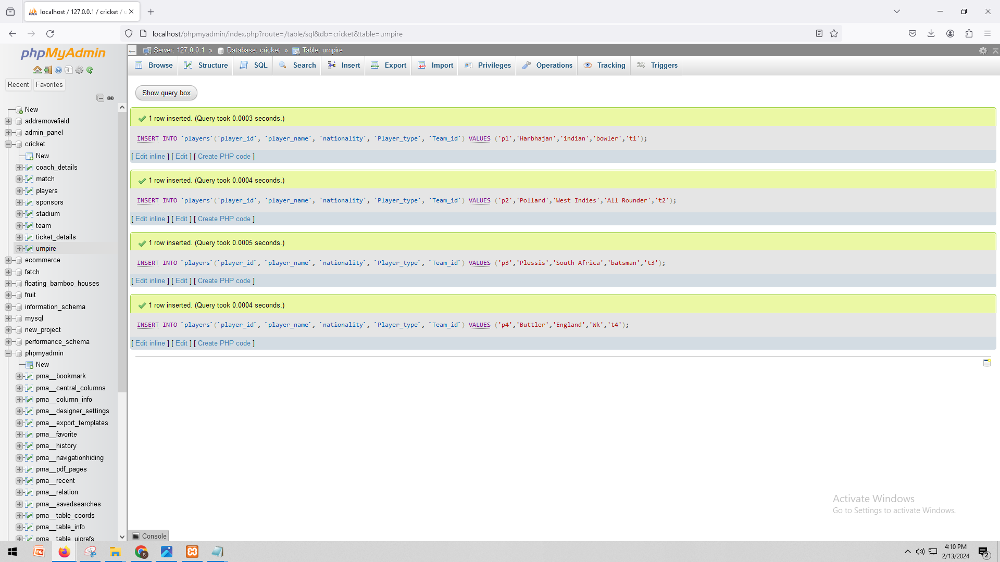 localhost / 127.0.0.1 / cricket / u
localhost/phpmyadmin/index.php?route=/table/sql&db=cricket&table=umpire
phpMyAdmin
Recent Favorites
New
addremovefield
admin_panel
cricket
New
coach_details
match
players
sponsors
stadium
team
ticket_details
umpire
ecommerce
fatch
floating_bamboo_houses
fruit
information_schema
mysql
new_project
performance_schema
phpmyadmin
New
pma__bookmark
pma__central_columns
pma__column_info
pma__designer_settings
pma__export_templates
pma__favorite
pma__history
pma__navigationhiding
pma__pdf_pages
pma__recent
pma__relation
pma__savedsearches
pma__table_coords
pma__table_info
pma__table_uiprefs
Server: 127.0.0.1 » Database: cricket » Table: umpire
Browse Structure SQL Search Insert Export Import Privileges Operations Tracking Triggers
Show query box
1 row inserted. (Query took 0.0003 seconds.)
INSERT INTO `players`(`player_id`, `player_name`, `nationality`, `Player_type`, `Team_id`) VALUES ('p1','Harbhajan','indian','bowler','t1');
[ Edit inline ] [ Edit ] [ Create PHP code ]
1 row inserted. (Query took 0.0004 seconds.)
INSERT INTO `players`(`player_id`, `player_name`, `nationality`, `Player_type`, `Team_id`) VALUES ('p2','Pollard','West Indies','All Rounder','t2');
[ Edit inline ] [ Edit ] [ Create PHP code ]
1 row inserted. (Query took 0.0005 seconds.)
INSERT INTO `players`(`player_id`, `player_name`, `nationality`, `Player_type`, `Team_id`) VALUES ('p3','Plessis','South Africa','batsman','t3');
[ Edit inline ] [ Edit ] [ Create PHP code ]
1 row inserted. (Query took 0.0004 seconds.)
INSERT INTO `players`(`player_id`, `player_name`, `nationality`, `Player_type`, `Team_id`) VALUES ('p4','Buttler','England','Wk','t4');
[ Edit inline ] [ Edit ] [ Create PHP code ]
Activate Windows
Go to Settings to activate Windows.
Console
4:10 PM
2/13/2024
2